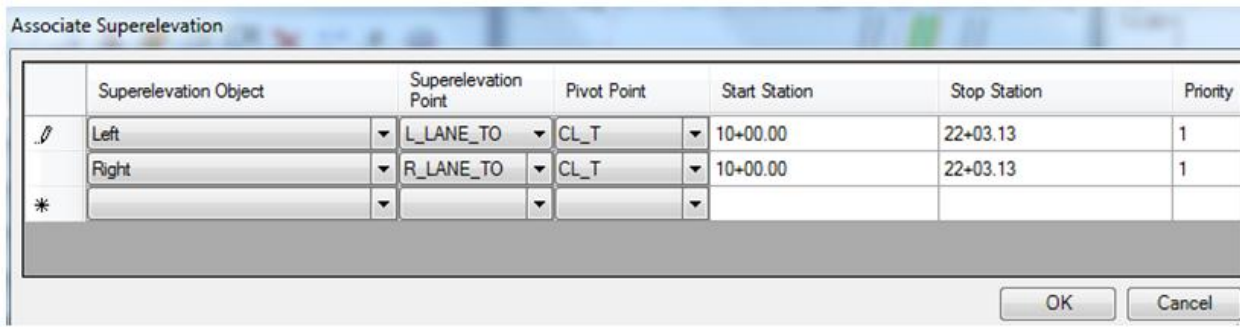 Associate Superelevation
Superelevation Object Superelevation Point Pivot Point Start Station Stop Station Priority
Left L_LANE_TO CL_T 10+00.00 22+03.13 1
Right R_LANE_TO CL_T 10+00.00 22+03.13 1
OK Cancel